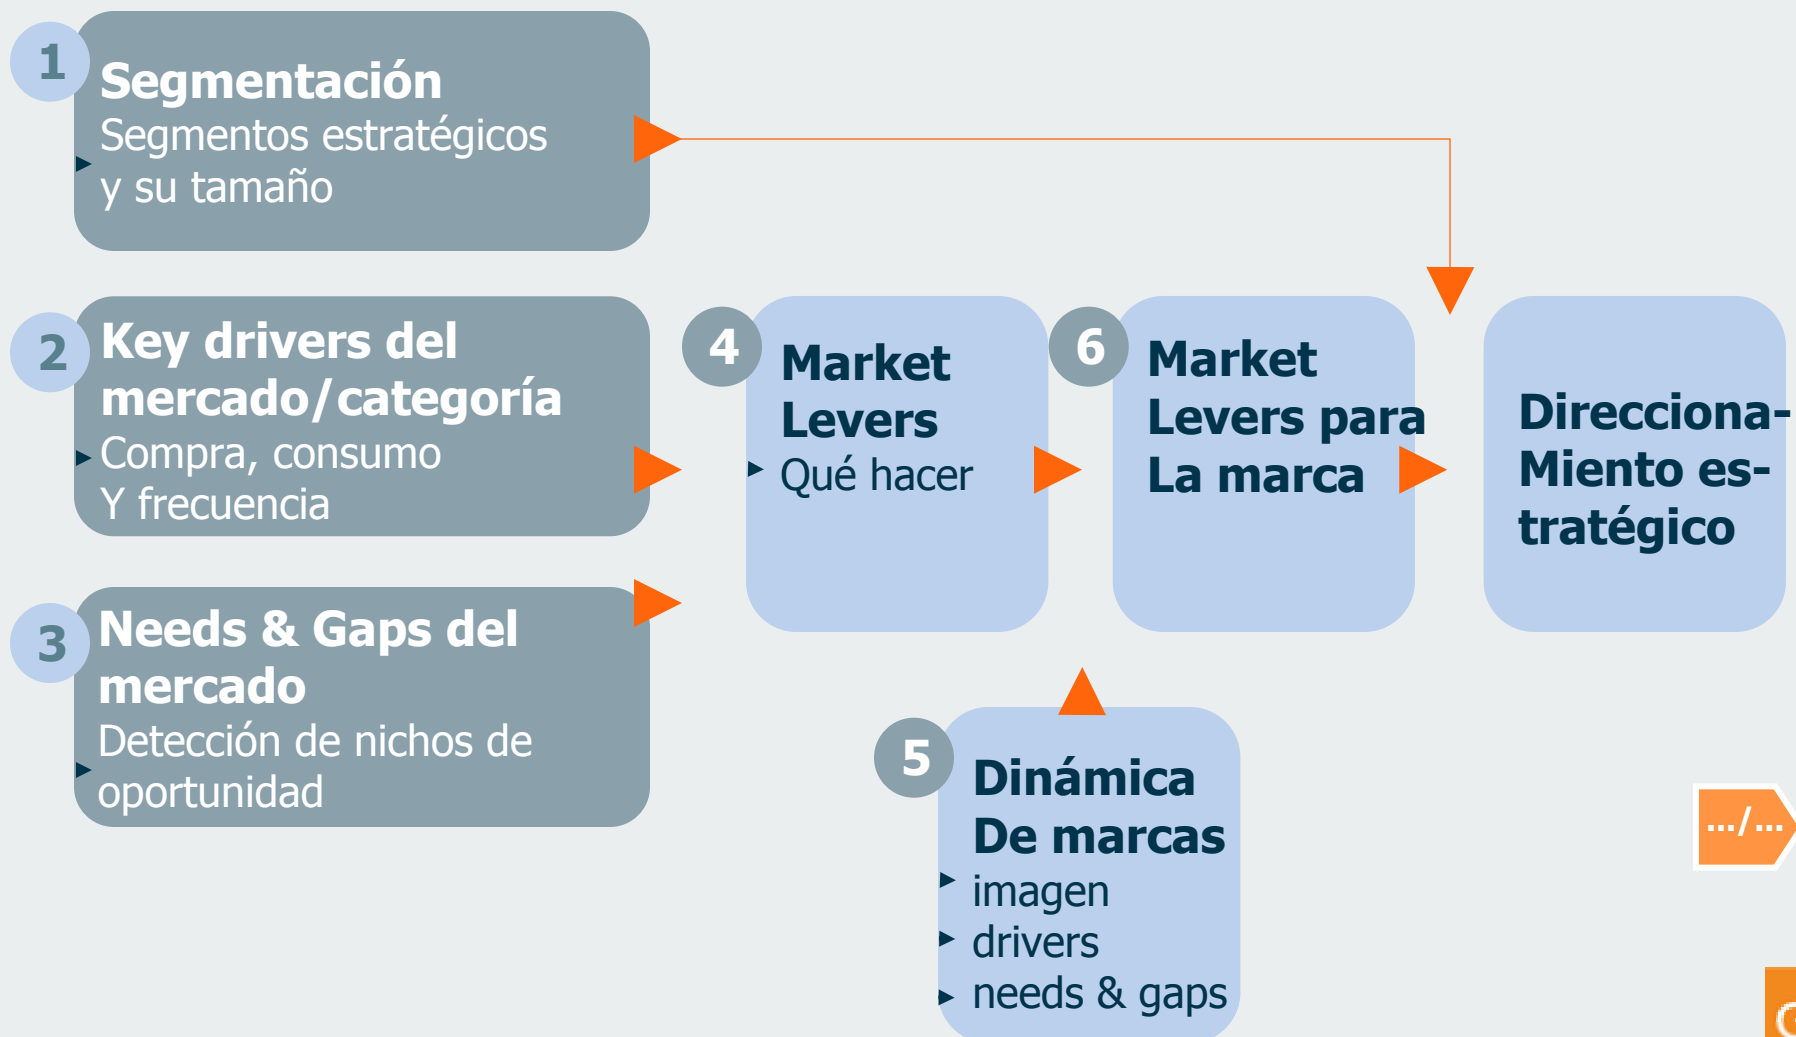 1
Segmentación
Segmentos estratégicos
y su tamaño
2
Key drivers del
mercado/categoría
Compra, consumo
Y frecuencia
3
Needs & Gaps del
mercado
Detección de nichos de
oportunidad
4
Market
Levers
Qué hacer
5
Dinámica
De marcas
imagen
drivers
needs & gaps
6
Market
Levers para
La marca
Direcciona-
Miento es-
tratégico
.../...